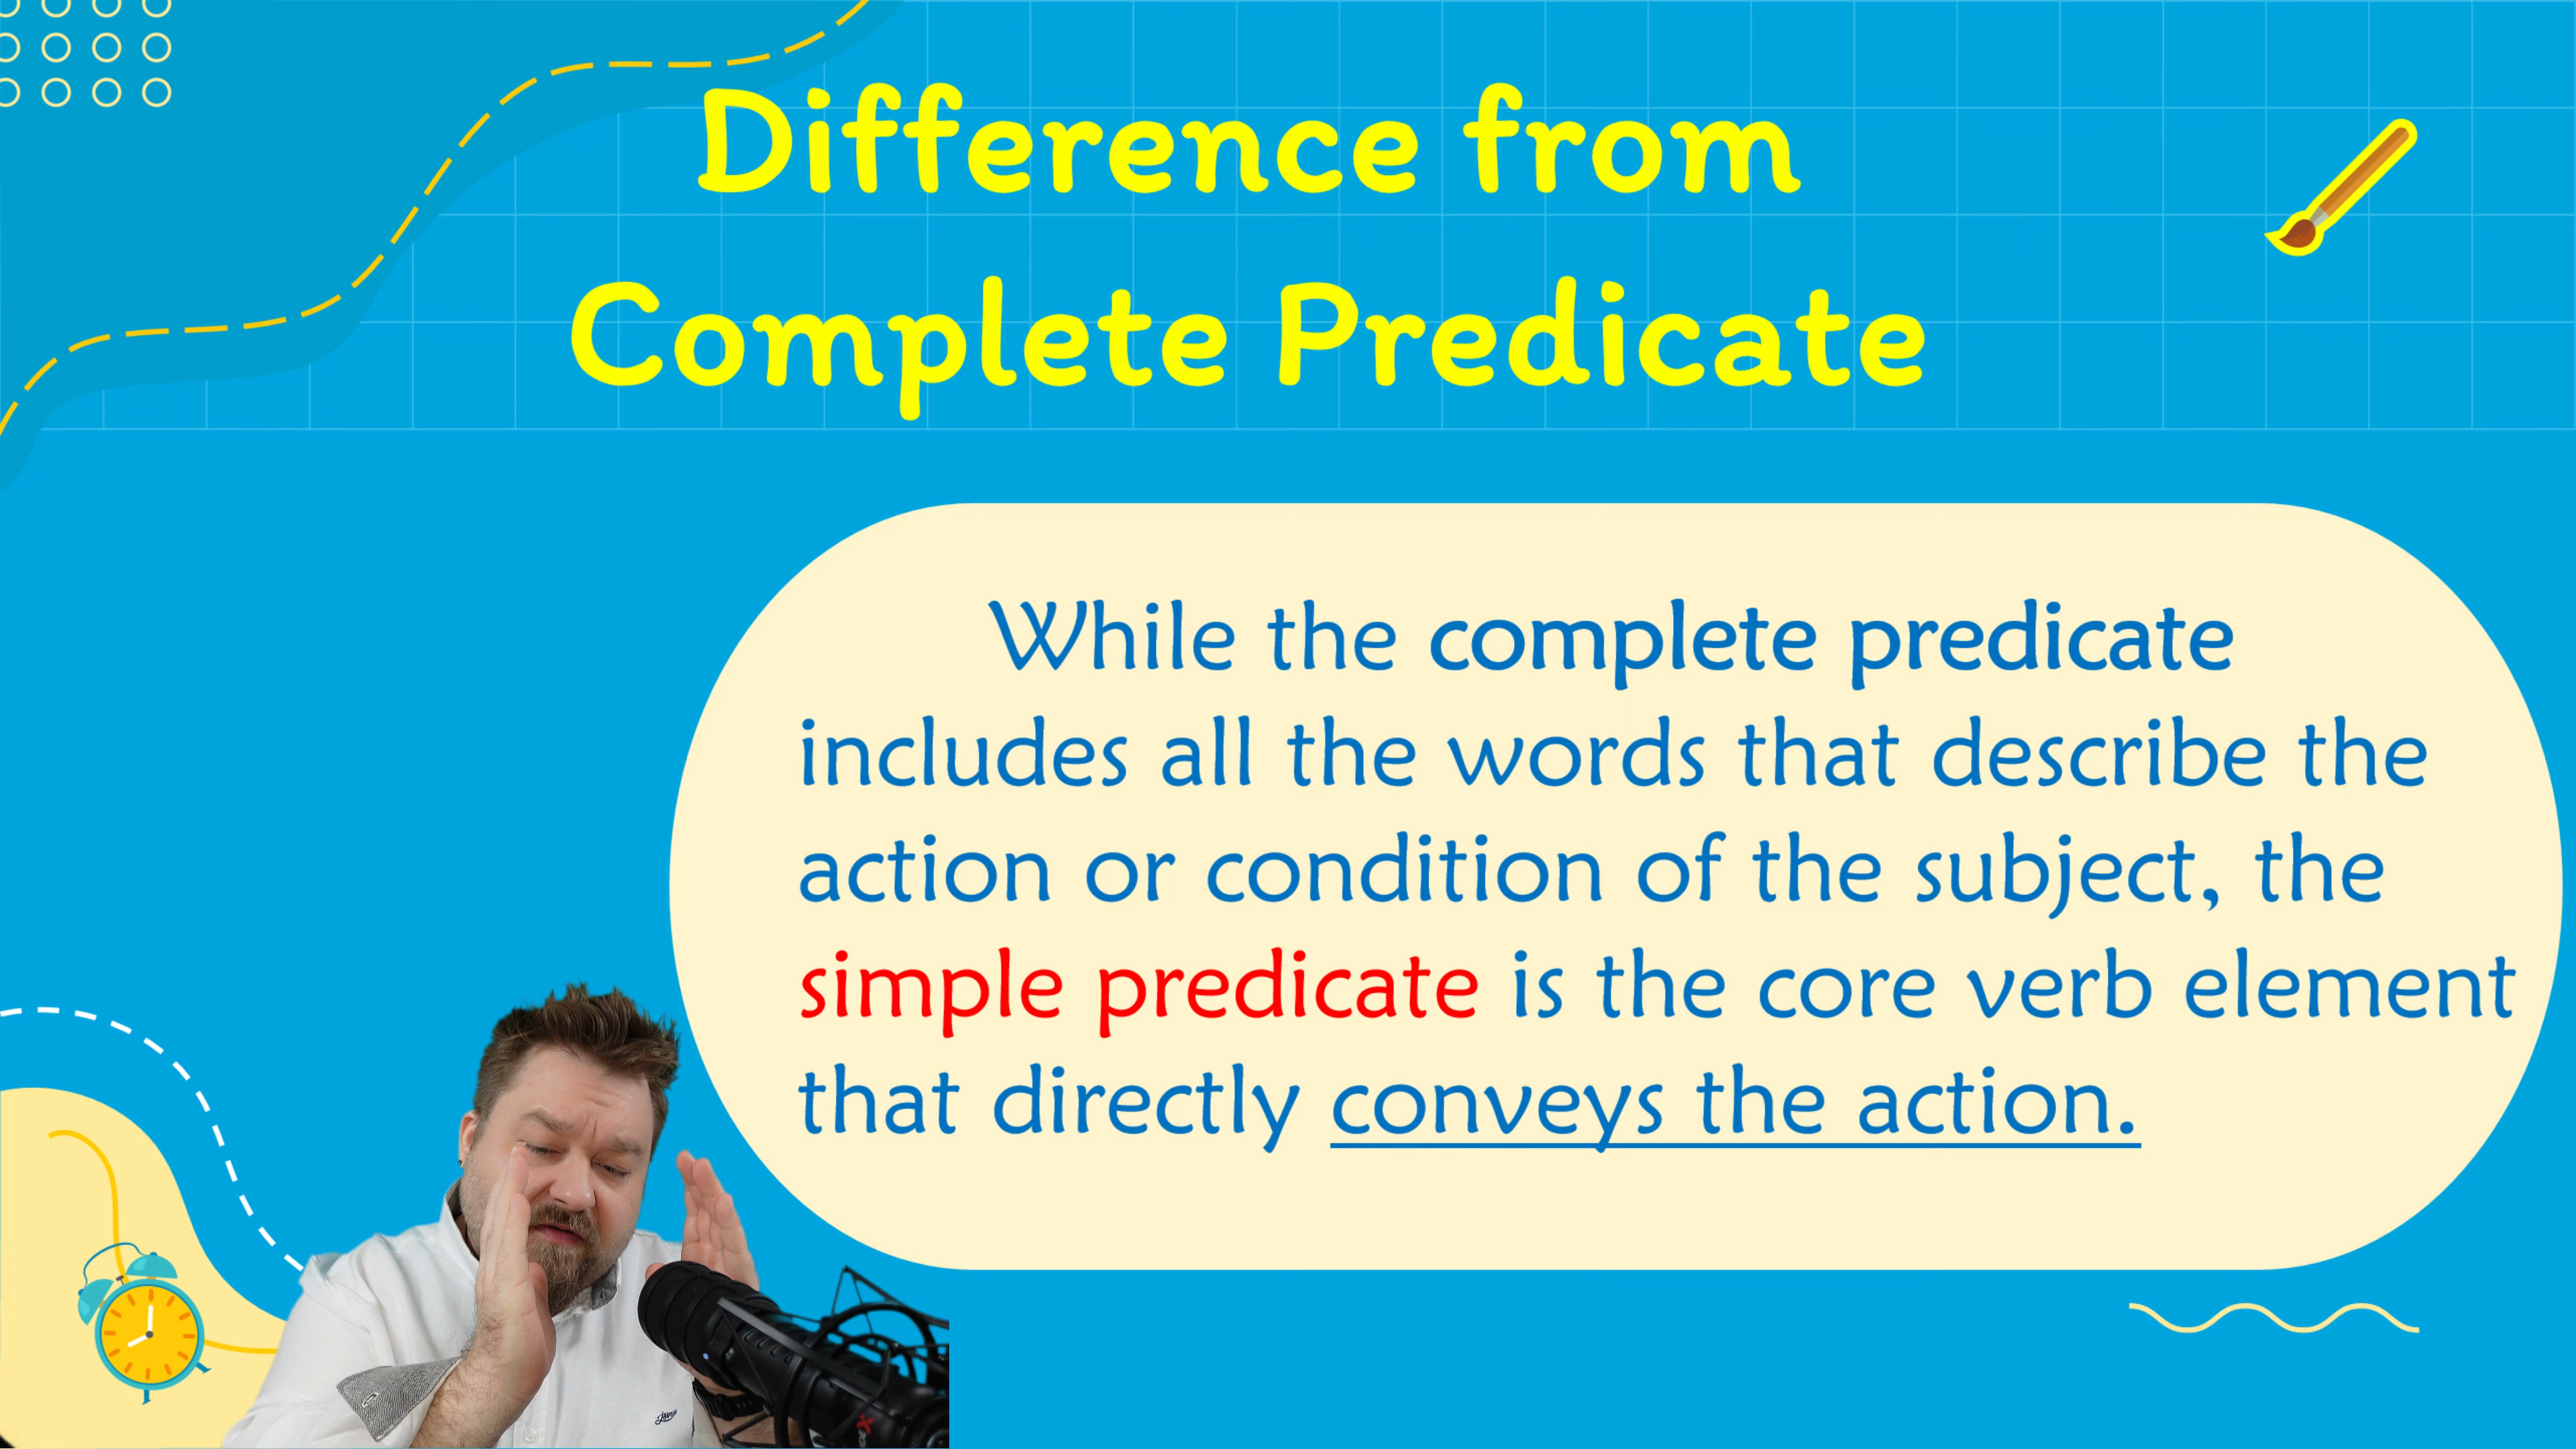 Difference from
Complete Predicate
While the complete predicate
includes all the words that describe the
action or condition of the subject, the
simple predicate is the core verb element
that directly conveys the action.